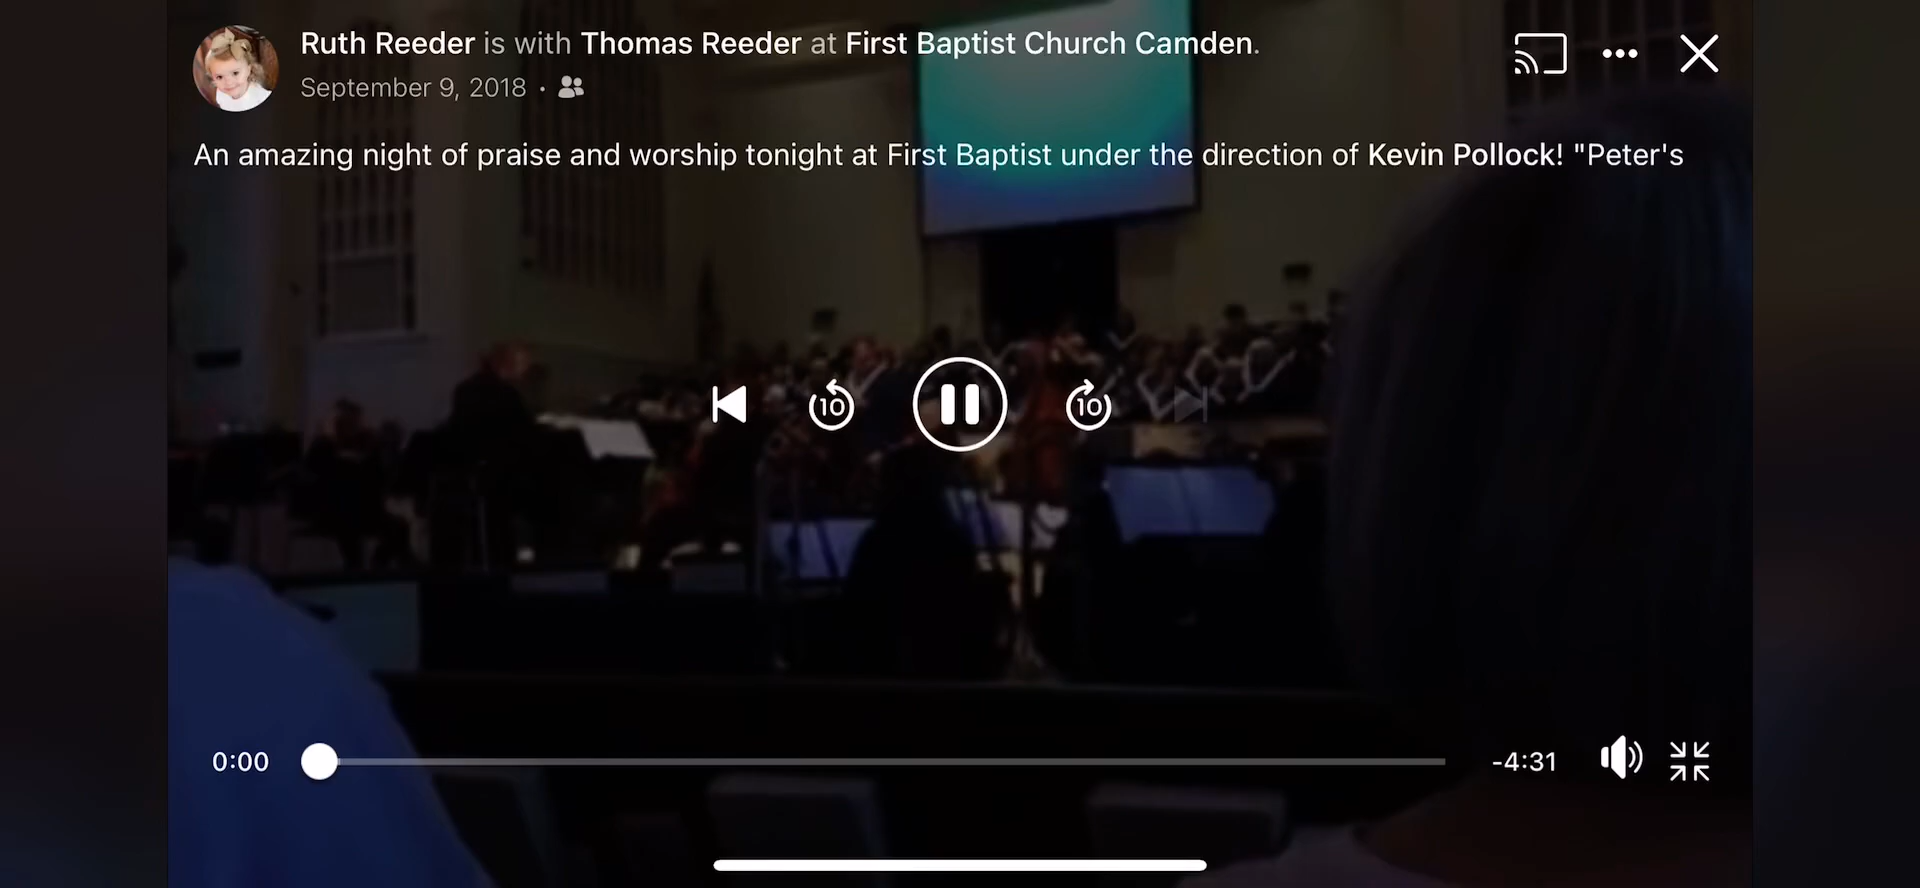 Ruth Reeder is with Thomas Reeder at First Baptist Church Camden.
September 9, 2018 ·
An amazing night of praise and worship tonight at First Baptist under the direction of Kevin Pollock! "Peter's
10
10
0:00
-4:31